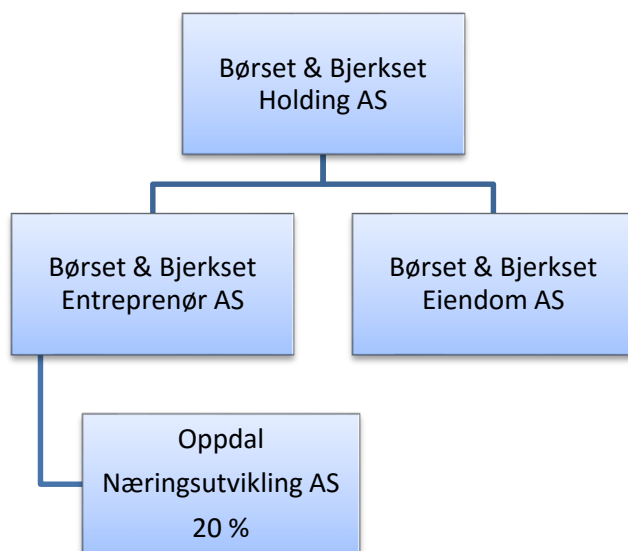 Børset & Bjerkset
Holding AS
Børset & Bjerkset
Entreprenør AS
Børset & Bjerkset
Eiendom AS
Oppdal
Næringsutvikling AS
20 %